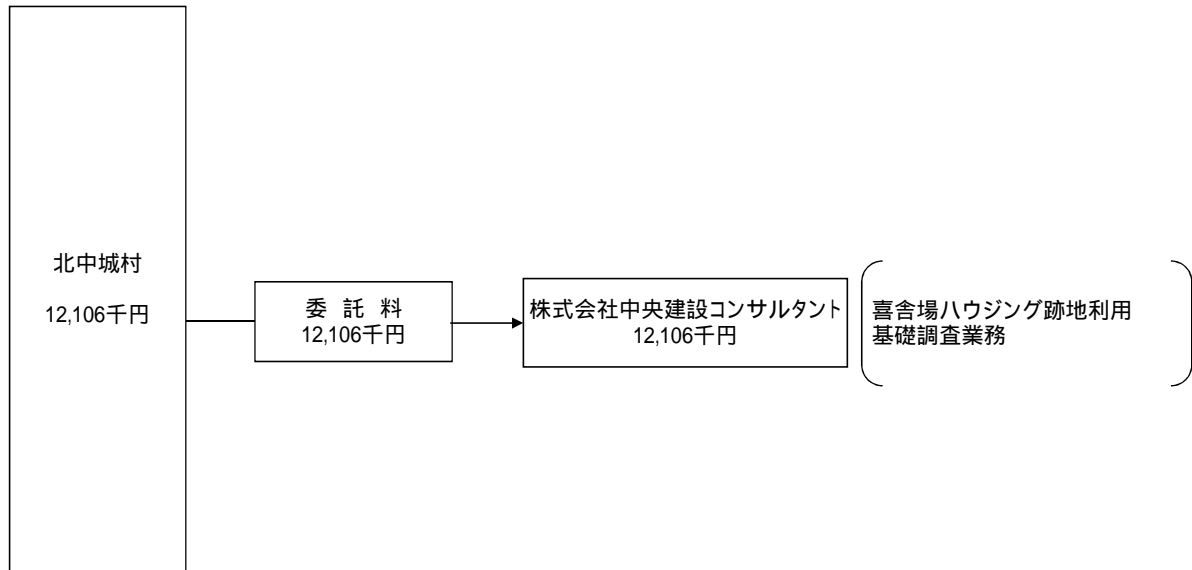 北中城村
12,106千円
委 託 料
12,106千円
株式会社中央建設コンサルタント
12,106千円
喜舎場ハウジング跡地利用
基礎調査業務